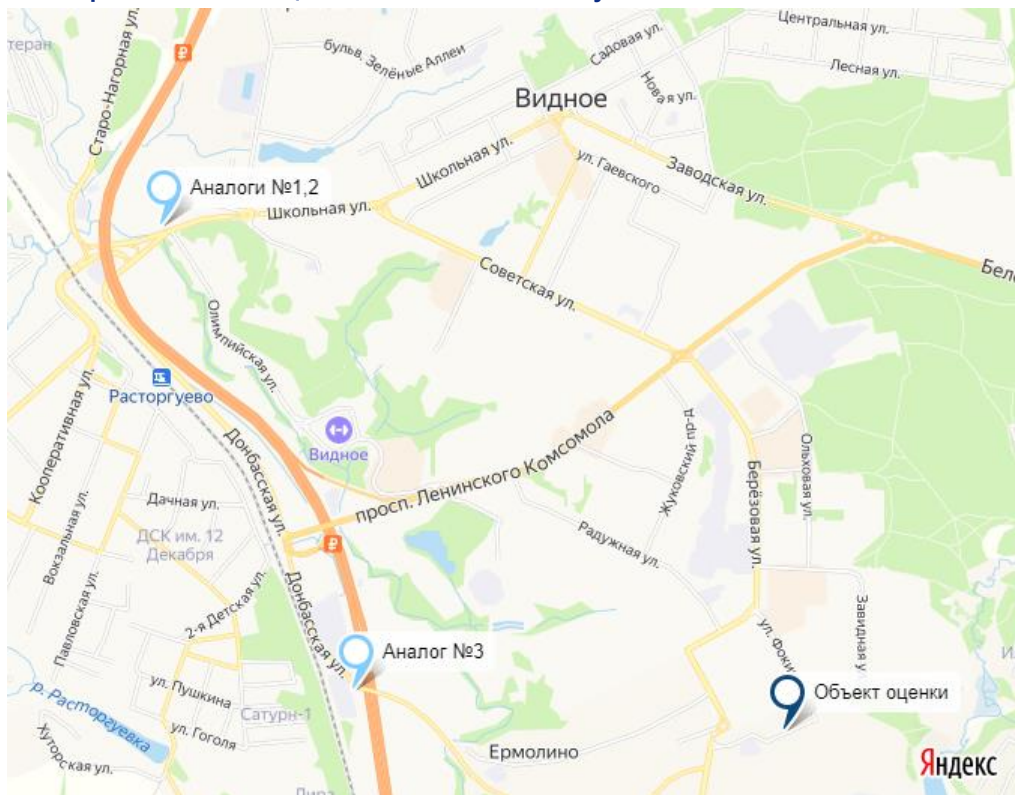 Старо-Нагорная ул.
бульв. Зелёные Аллеи
Садовая ул.
Центральная ул.
Лесная ул.
Новая ул.
Видное
Школьная ул.
ул. Гаевского
Заводская ул.
Аналоги №1,2
Школьная ул.
Советская ул.
Олимпийская ул.
Расторгуево
Кооперативная ул.
Видное
Донбасская ул.
просп. Ленинского Комсомола
Жуковский пр-д
Ольховая ул.
Берёзовая ул.
Дачная ул.
ДСК им. 12
Декабря
Вокзальная ул.
Радужная ул.
Павловская ул.
2-я Детская ул.
Донбасская ул.
Аналог №3
ул. Пушкина
Сатурн-1
ул. Гоголя
р. Расторгуевка
Хуторская ул.
Ермолино
Объект оценки
Яндекс